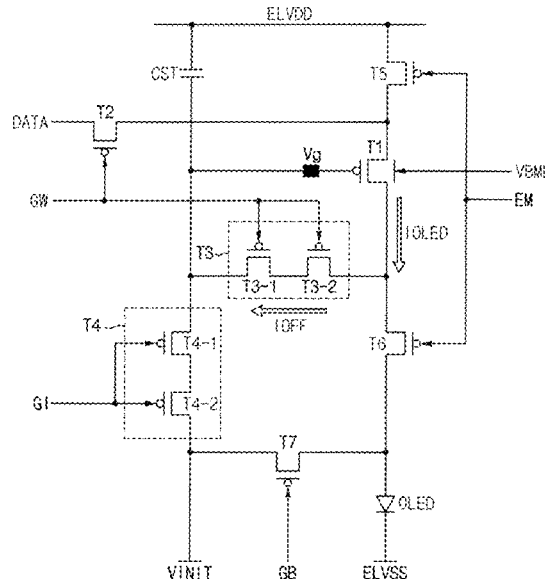 ELVDD
CST
T5
T2
DATA
T1
Vg
VBML
GW
EM
IOLED
T3
T3-1
T3-2
IOFF
T4
T4-1
T6
GI
T4-2
T7
OLED
VINIT
GB
ELVSS